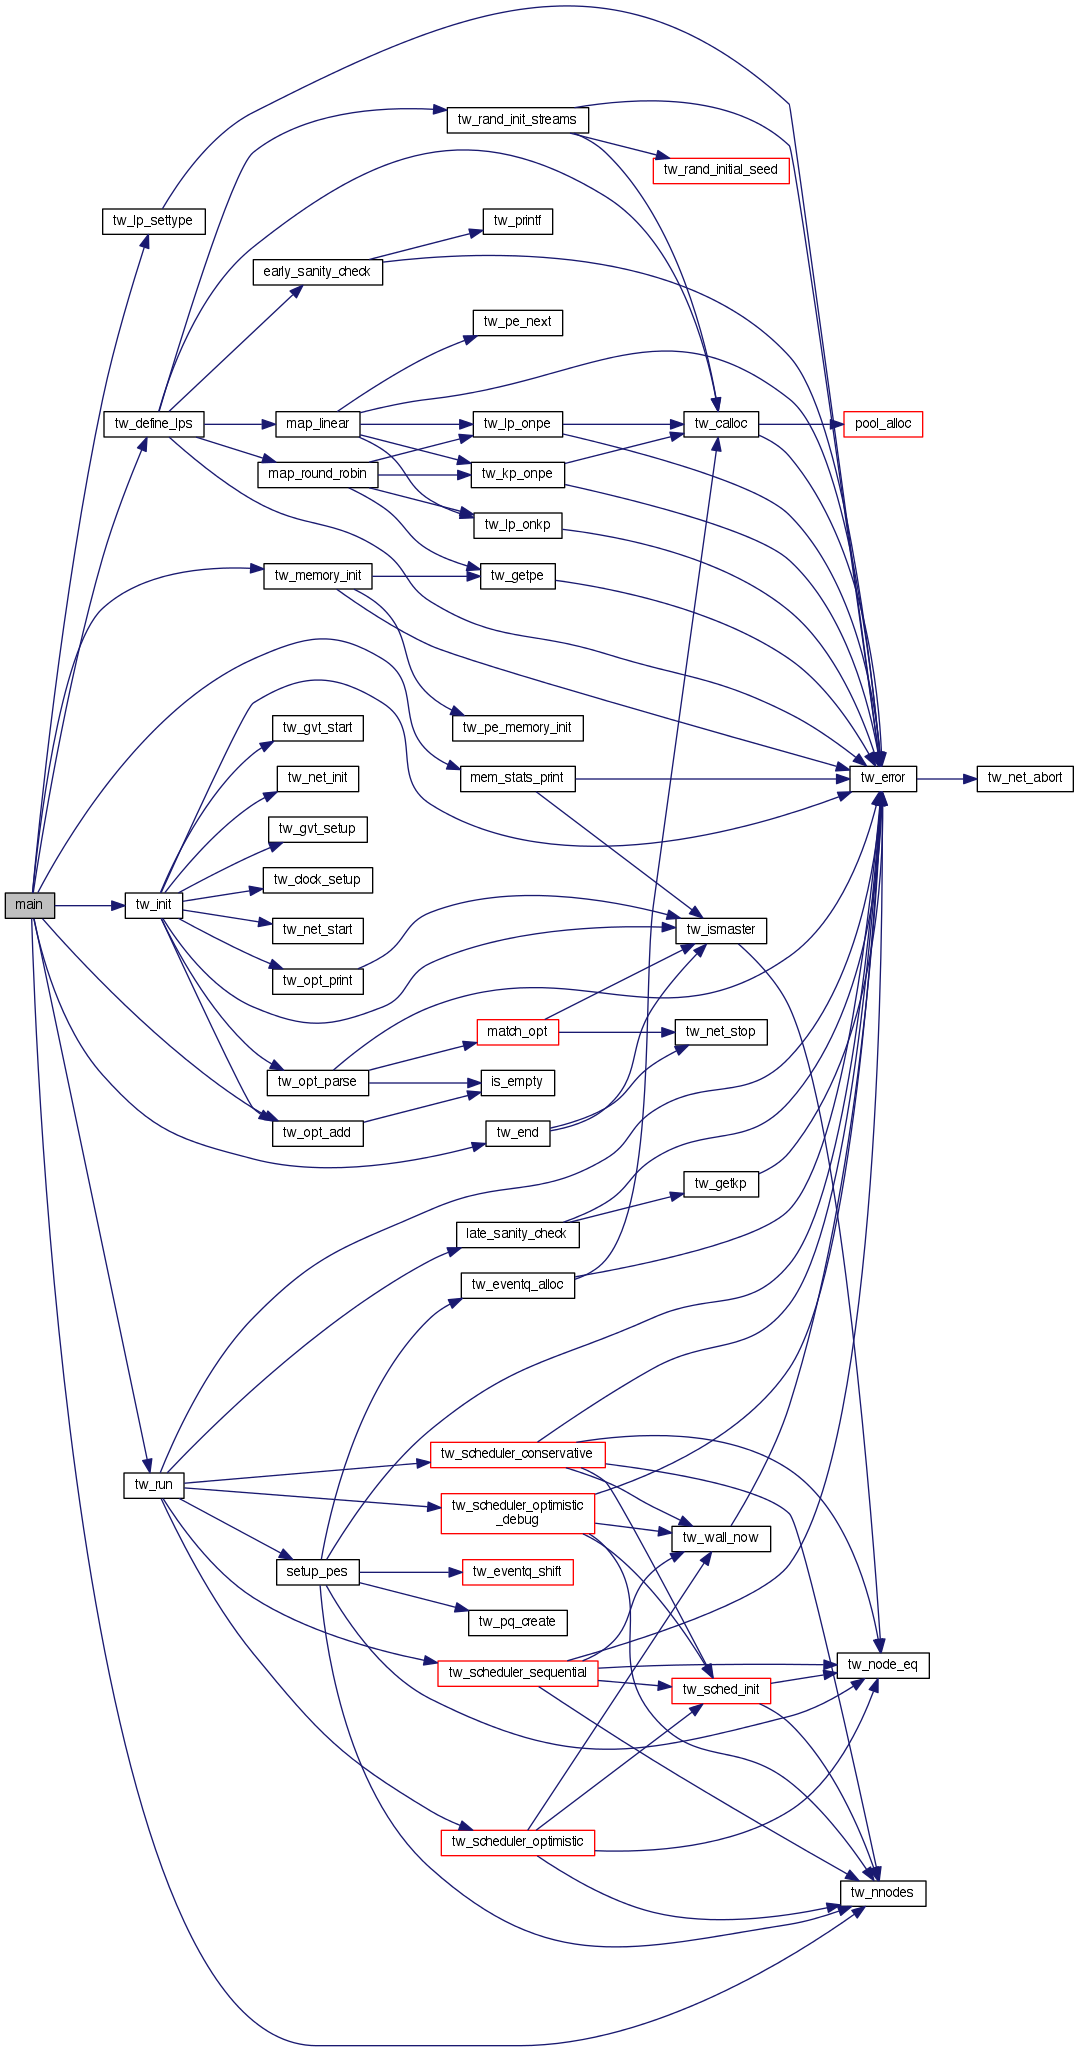 tw_rand_init_streams
tw_rand_initial_seed
tw_lp_settype
tw_printf
early_sanity_check
tw_pe_next
tw_define_lps
map_linear
tw_lp_onpe
tw_calloc
pool_alloc
map_round_robin
tw_kp_onpe
tw_lp_onkp
tw_memory_init
tw_getpe
tw_gvt_start
tw_pe_memory_init
tw_net_init
mem_stats_print
tw_error
tw_net_abort
tw_gvt_setup
tw_clock_setup
main
tw_init
tw_net_start
tw_ismaster
tw_opt_print
match_opt
tw_net_stop
tw_opt_parse
is_empty
tw_opt_add
tw_end
tw_getkp
late_sanity_check
tw_eventq_alloc
tw_scheduler_conservative
tw_run
tw_scheduler_optimistic
_debug
tw_wall_now
setup_pes
tw_eventq_shift
tw_pq_create
tw_scheduler_sequential
tw_node_eq
tw_sched_init
tw_scheduler_optimistic
tw_nnodes